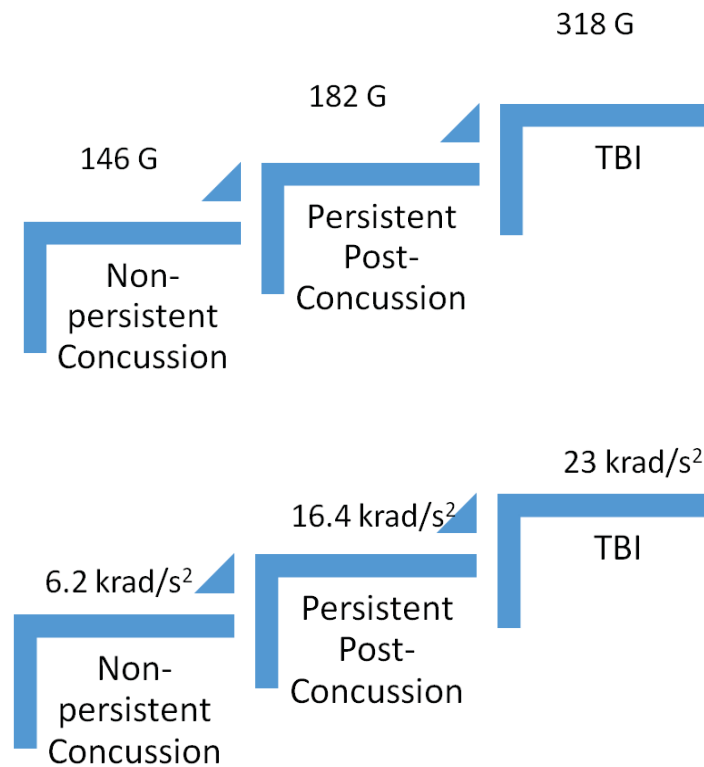 318 G
182 G
146 G
TBI
Persistent
Post-
Concussion
Non-
persistent
Concussion
23 krad/s²
16.4 krad/s²
6.2 krad/s²
TBI
Persistent
Post-
Concussion
Non-
persistent
Concussion